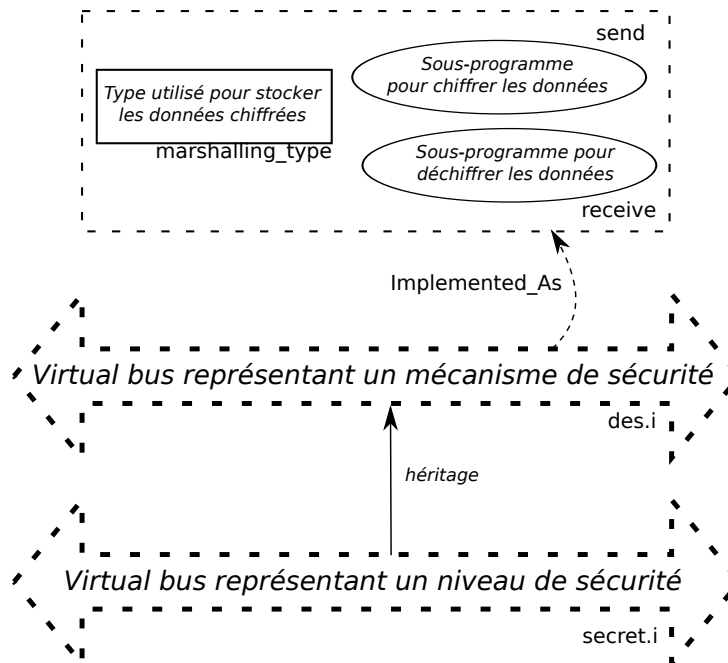 send
Type utilisé pour stocker
les données chiffrées
marshalling_type
Sous-programme
pour chiffrer les données
Sous-programme pour
déchiffrer les données
receive
Implemented_As
Virtual bus représentant un mécanisme de sécurité
des.i
héritage
Virtual bus représentant un niveau de sécurité
secret.i